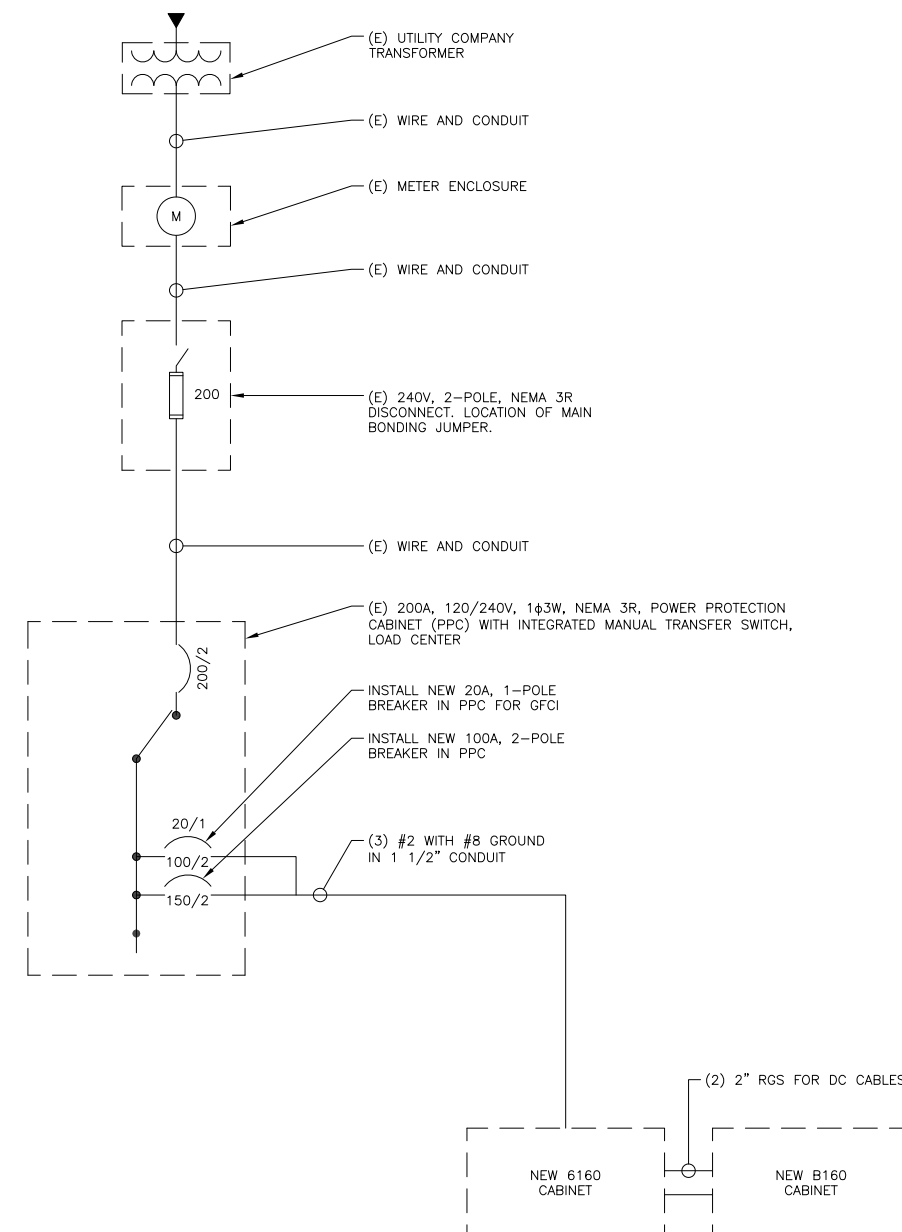 (E) UTILITY COMPANY
TRANSFORMER
(E) WIRE AND CONDUIT
(E) METER ENCLOSURE
M
(E) WIRE AND CONDUIT
200
(E) 240V, 2-POLE, NEMA 3R
DISCONNECT. LOCATION OF MAIN
BONDING JUMPER.
(E) WIRE AND CONDUIT
(E) 200A, 120/240V, 1ϕ3W, NEMA 3R, POWER PROTECTION
CABINET (PPC) WITH INTEGRATED MANUAL TRANSFER SWITCH,
LOAD CENTER
200/2
INSTALL NEW 20A, 1-POLE
BREAKER IN PPC FOR GFCI
INSTALL NEW 100A, 2-POLE
BREAKER IN PPC
20/1
100/2
150/2
(3) #2 WITH #8 GROUND
IN 1 1/2" CONDUIT
(2) 2" RGS FOR DC CABLES
NEW 6160
CABINET
NEW B160
CABINET